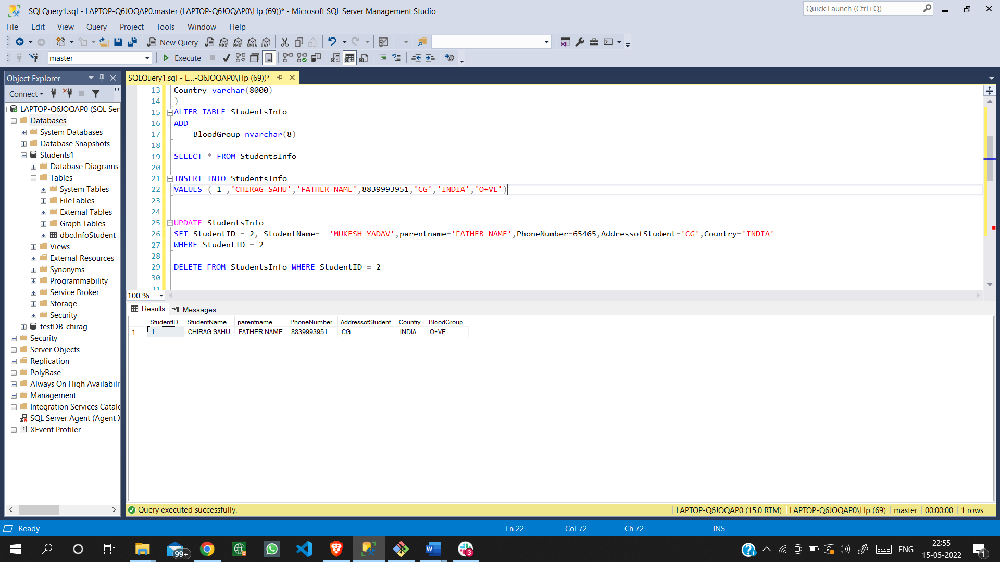 SQLQuery1.sql - LAPTOP-Q6JOQAP0.master (LAPTOP-Q6JOQAP0\Hp (69))* - Microsoft SQL Server Management Studio
Quick Launch (Ctrl+Q)
File Edit View Query Project Tools Window Help
New Query MDX DMX XMLA DAX
master Execute
Object Explorer
SQLQuery1.sql - L...-Q6JOQAP0\Hp (69))*
Connect
LAPTOP-Q6JOQAP0 (SQL Ser
Databases
System Databases
Database Snapshots
Students1
Database Diagrams
Tables
System Tables
FileTables
External Tables
Graph Tables
dbo.InfoStudent
Views
External Resources
Synonyms
Programmability
Service Broker
Storage
Security
testDB_chirag
Security
Server Objects
Replication
PolyBase
Always On High Availabili
Management
Integration Services Catalo
SQL Server Agent (Agent X
XEvent Profiler
13 Country varchar(8000)
14 )
15 ALTER TABLE StudentsInfo
16 ADD
17 BloodGroup nvarchar(8)
18
19 SELECT * FROM StudentsInfo
20
21 INSERT INTO StudentsInfo
22 VALUES ( 1 ,'CHIRAG SAHU','FATHER NAME',8839993951,'CG','INDIA','O+VE')
23
24
25 UPDATE StudentsInfo
26 SET StudentID = 2, StudentName=  'MUKESH YADAV',parentname='FATHER NAME',PhoneNumber=65465,AddressofStudent='CG',Country='INDIA'
27 WHERE StudentID = 2
28
29 DELETE FROM StudentsInfo WHERE StudentID = 2
30
31
100 %
Results Messages
StudentID StudentName parentname PhoneNumber AddressofStudent Country BloodGroup
1 1 CHIRAG SAHU FATHER NAME 8839993951 CG INDIA O+VE
Query executed successfully. LAPTOP-Q6JOQAP0 (15.0 RTM) LAPTOP-Q6JOQAP0\Hp (69) master 00:00:00 1 rows
Ready Ln 22 Col 72 Ch 72 INS
99+ 3 ENG 22:55
15-05-2022 1